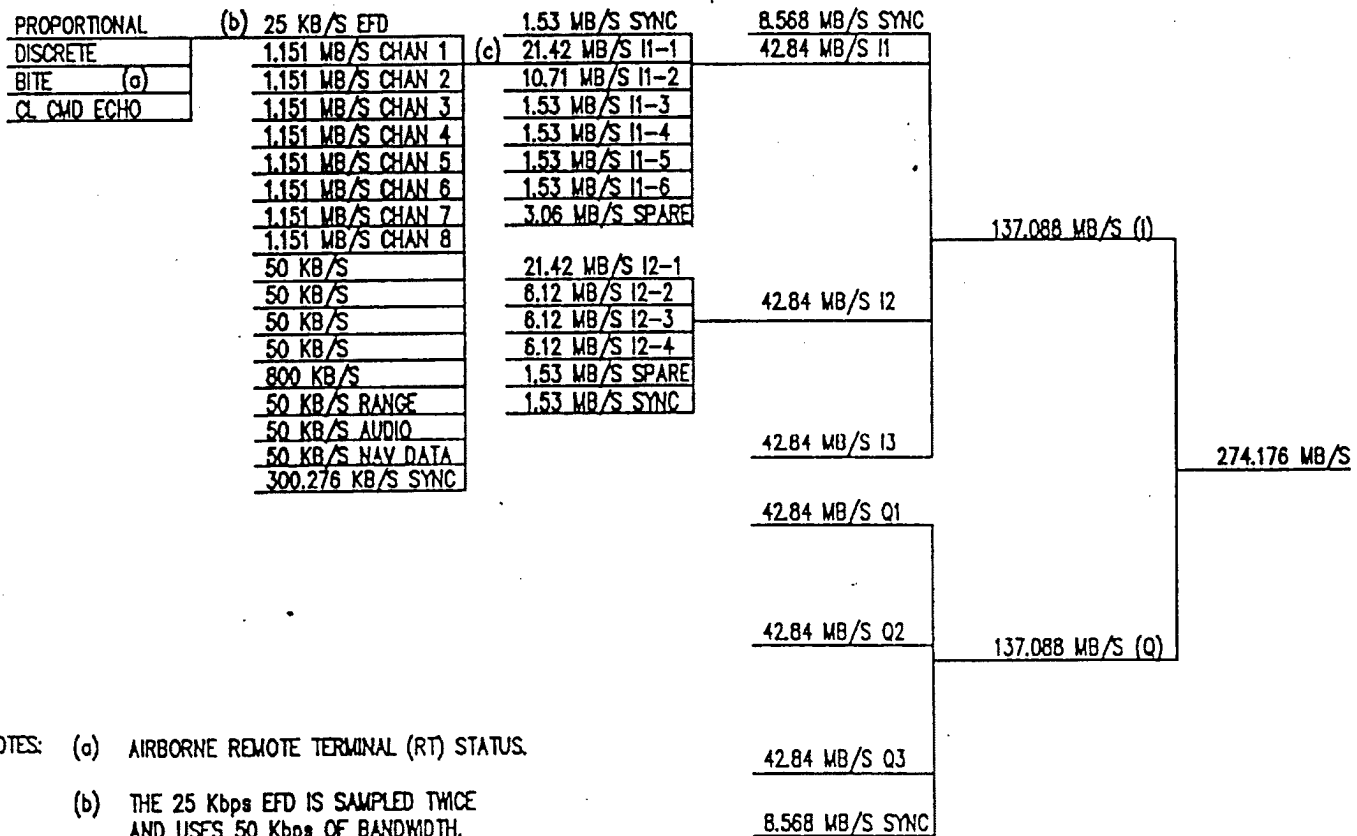 PROPORTIONAL
DISCRETE
BITE (a)
CL CMD ECHO
(b) 25 KB/S EFD
1.151 MB/S CHAN 1
1.151 MB/S CHAN 2
1.151 MB/S CHAN 3
1.151 MB/S CHAN 4
1.151 MB/S CHAN 5
1.151 MB/S CHAN 6
1.151 MB/S CHAN 7
1.151 MB/S CHAN 8
50 KB/S
50 KB/S
50 KB/S
50 KB/S
800 KB/S
50 KB/S RANGE
50 KB/S AUDIO
50 KB/S NAV DATA
300.276 KB/S SYNC
1.53 MB/S SYNC
(c) 21.42 MB/S I1-1
10.71 MB/S I1-2
1.53 MB/S I1-3
1.53 MB/S I1-4
1.53 MB/S I1-5
1.53 MB/S I1-6
3.06 MB/S SPARE
21.42 MB/S I2-1
6.12 MB/S I2-2
6.12 MB/S I2-3
6.12 MB/S I2-4
1.53 MB/S SPARE
1.53 MB/S SYNC
8.568 MB/S SYNC
42.84 MB/S I1
42.84 MB/S I2
42.84 MB/S I3
42.84 MB/S Q1
42.84 MB/S Q2
42.84 MB/S Q3
8.568 MB/S SYNC
137.088 MB/S (I)
137.088 MB/S (Q)
274.176 MB/S
OTES: (a) AIRBORNE REMOTE TERMINAL (RT) STATUS.
(b) THE 25 Kbps EFD IS SAMPLED TWICE
AND USES 50 Kbps OF BANDWIDTH.